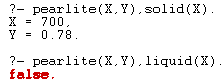 ?- pearlite(X,Y),solid(X).
X = 700,
Y = 0.78.
?- pearlite(X,Y),liquid(X).
false.